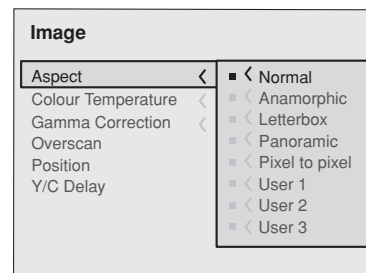 Image
Aspect
Colour Temperature
Gamma Correction
Overscan
Position
Y/C Delay
Normal
Anamorphic
Letterbox
Panoramic
Pixel to pixel
User 1
User 2
User 3